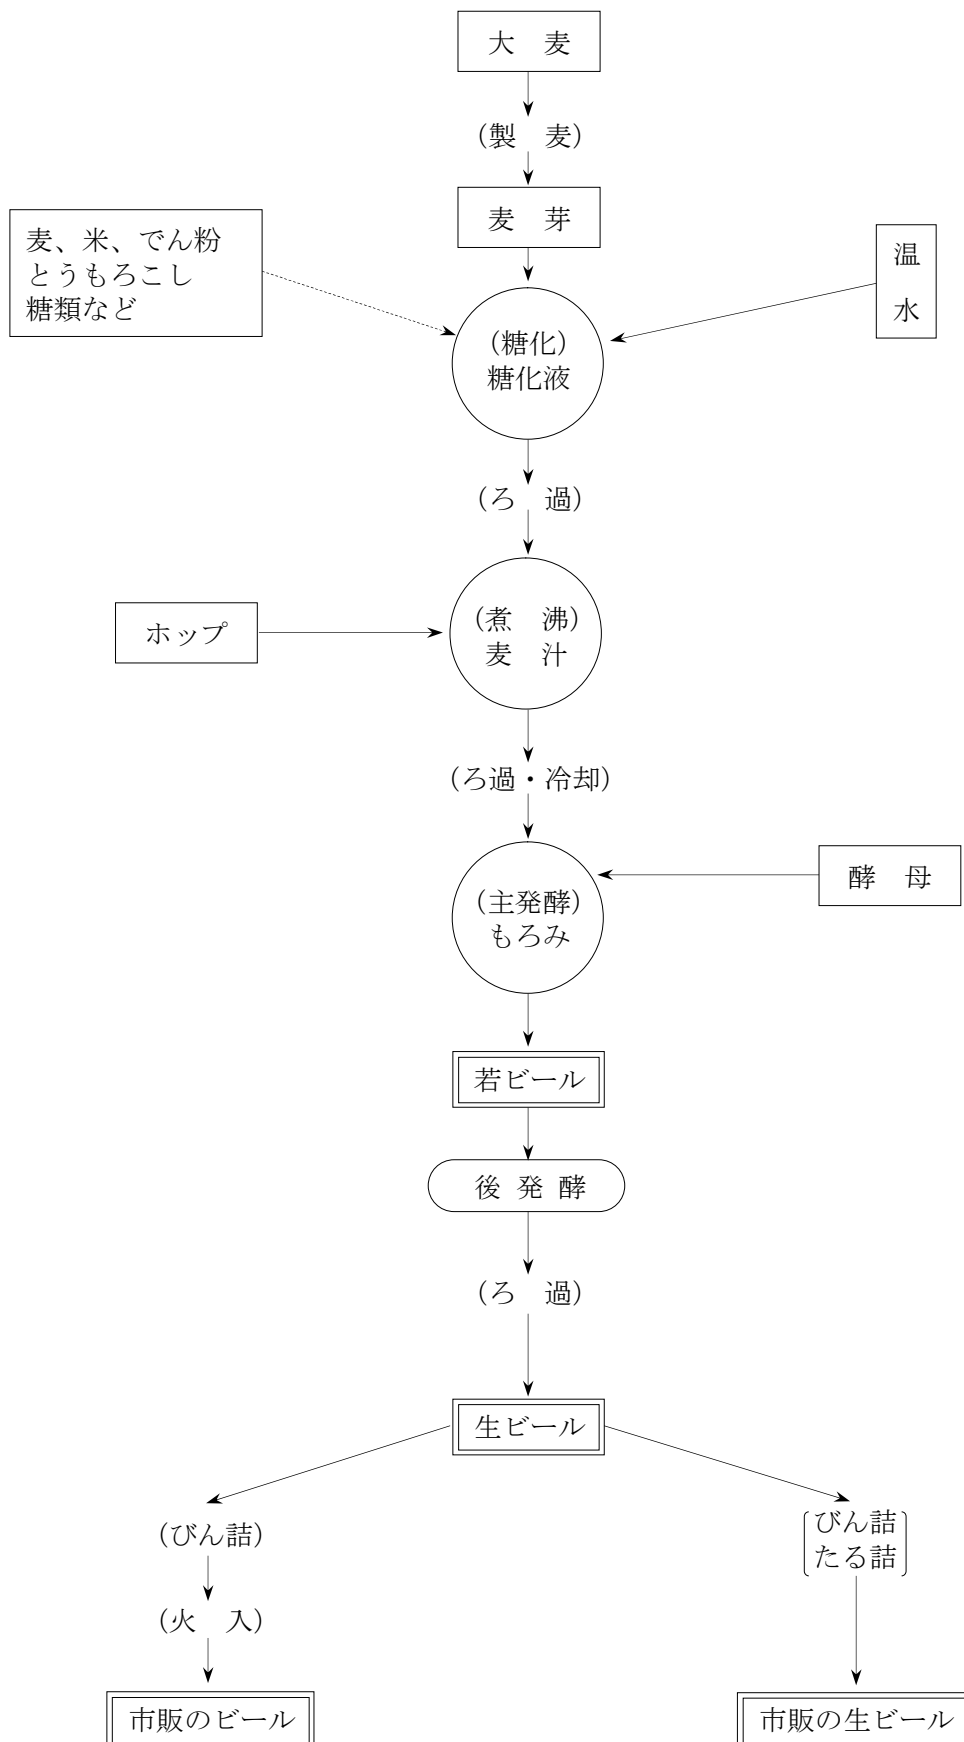 大　麦
（製　麦）
麦　芽
麦、米、でん粉
とうもろこし
糖類など
温
水
（糖化）
糖化液
（ろ　過）
ホップ
（煮　沸）
麦　汁
（ろ過・冷却）
酵　母
（主発酵）
もろみ
若ビール
後 発 酵
（ろ　過）
生ビール
（びん詰）
（火　入）
市販のビール
びん詰
たる詰
市販の生ビール